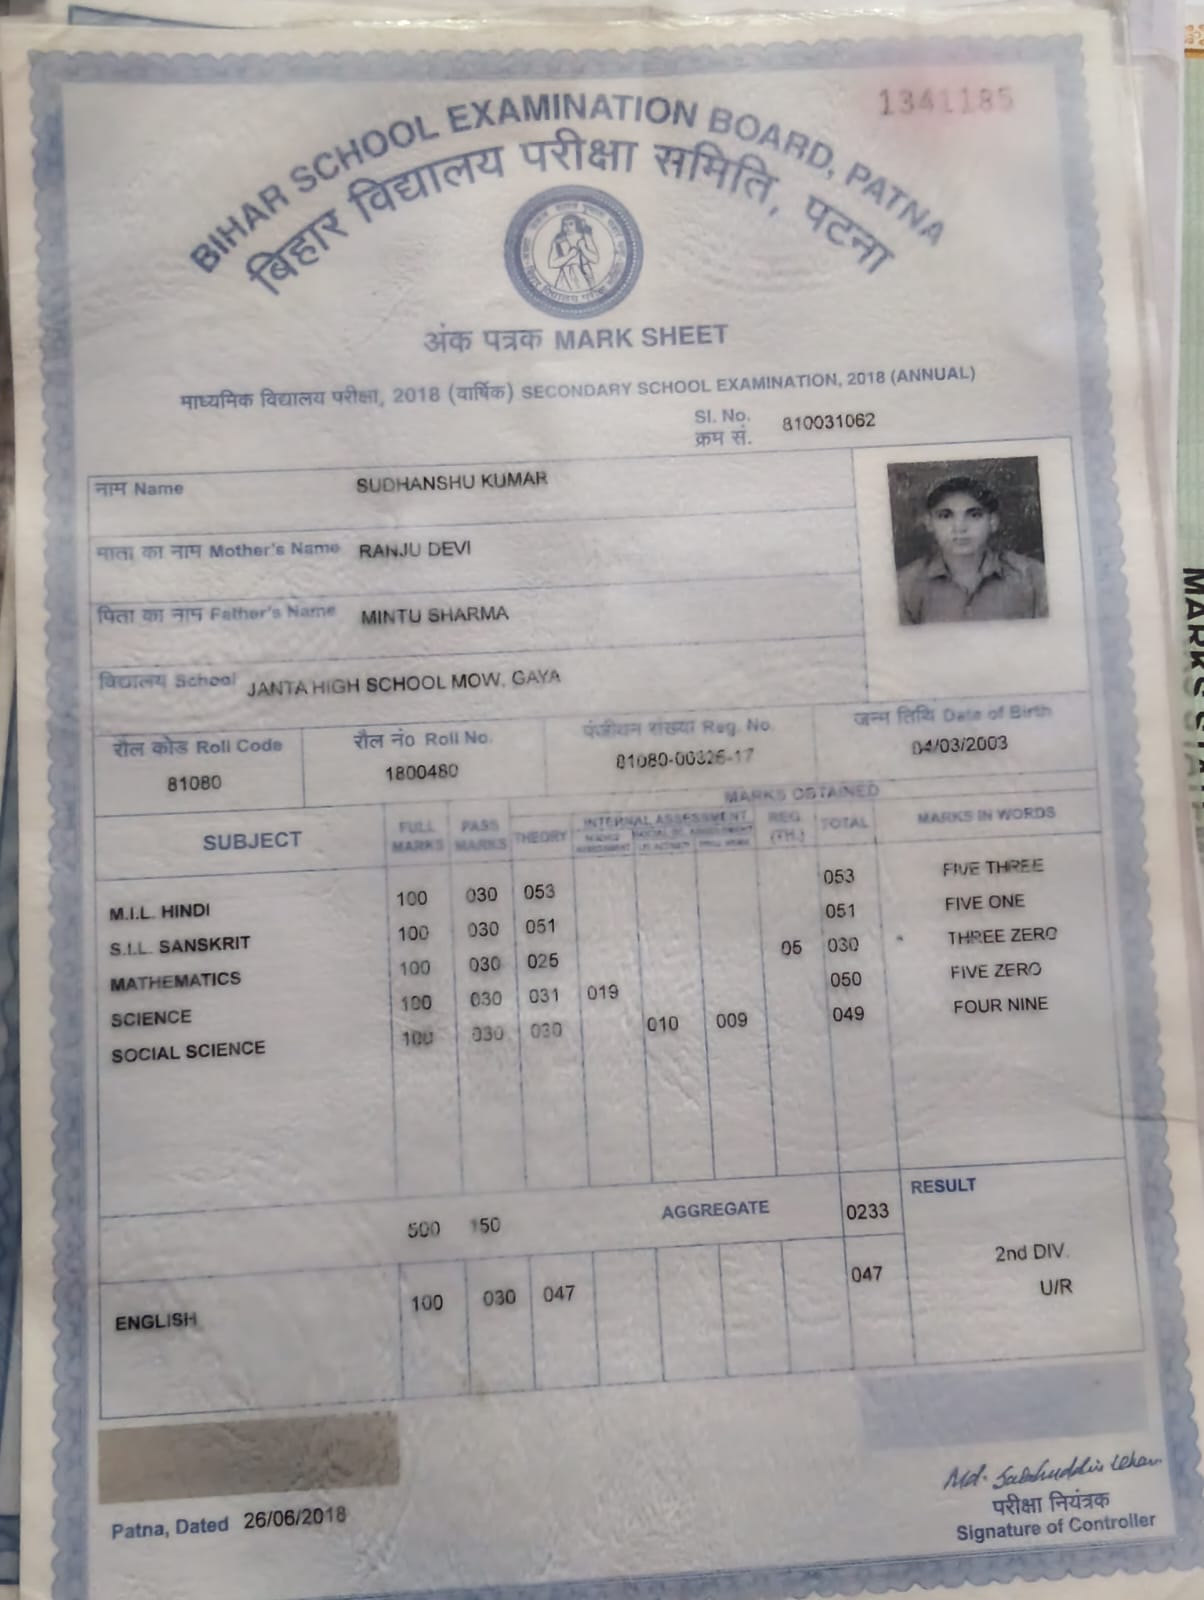 1341185
BIHAR SCHOOL EXAMINATION BOARD, PATNA
बिहार विद्यालय परीक्षा समिति, पटना
अंक पत्रक MARK SHEET
माध्यमिक विद्यालय परीक्षा, 2018 (वार्षिक) SECONDARY SCHOOL EXAMINATION, 2018 (ANNUAL)
Sl. No. 810031062
क्रम सं.
नाम Name SUDHANSHU KUMAR
माता का नाम Mother's Name RANJU DEVI
पिता का नाम Father's Name MINTU SHARMA
विद्यालय School JANTA HIGH SCHOOL MOW, GAYA
रौल कोड Roll Code रौल नं० Roll No. पंजीयन संख्या Reg. No. जन्म तिथि Date of Birth
81080 1800480 81080-00326-17 04/03/2003
MARKS OBTAINED
SUBJECT FULL MARKS PASS MARKS THEORY INTERNAL ASSESSMENT REG (TH.) TOTAL MARKS IN WORDS
M.I.L. HINDI 100 030 053 053 FIVE THREE
S.I.L. SANSKRIT 100 030 051 051 FIVE ONE
MATHEMATICS 100 030 025 05 030 THREE ZERO
SCIENCE 100 030 031 019 050 FIVE ZERO
SOCIAL SCIENCE 100 030 030 010 009 049 FOUR NINE
500 150 AGGREGATE 0233 RESULT
2nd DIV.
U/R
ENGLISH 100 030 047 047
Patna, Dated 26/06/2018
परीक्षा नियंत्रक
Signature of Controller
MARKS